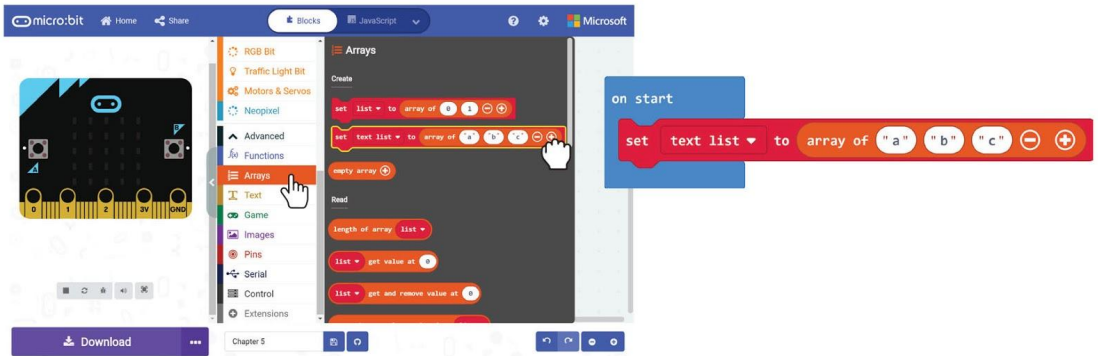 micro:bit Home Share Blocks JavaScript Microsoft
A
B
0 1 2 3V GND
Download
RGB Bit
Traffic Light Bit
Motors & Servos
Neopixel
Advanced
Functions
Arrays
Text
Game
Images
Pins
Serial
Control
Extensions
Chapter 5
Arrays
Create
set list to array of 0 1
set text list to array of "a" "b" "c"
empty array
Read
length of array list
list get value at 0
list get and remove value at 0
on start
set text list to array of "a" "b" "c"